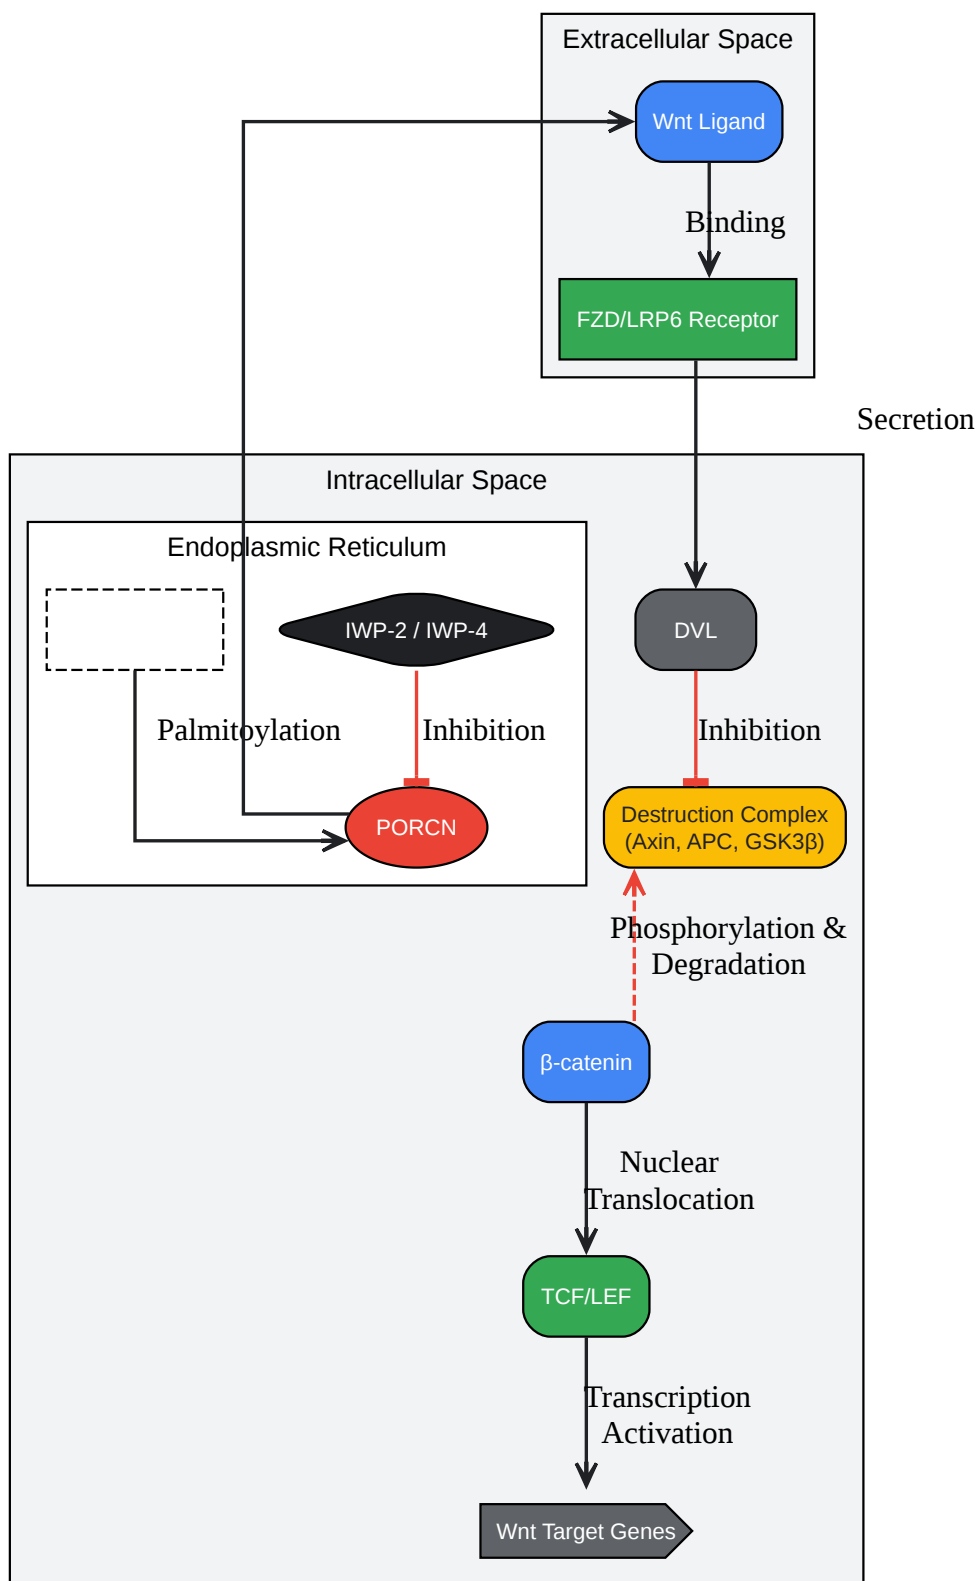 Extracellular Space
Wnt Ligand
Binding
FZD/LRP6 Receptor
Secretion
Intracellular Space
Endoplasmic Reticulum
IWP-2 / IWP-4
DVL
Palmitoylation
Inhibition
Inhibition
PORCN
Destruction Complex
(Axin, APC, GSK3β)
Phosphorylation &
Degradation
β-catenin
Nuclear
Translocation
TCF/LEF
Transcription
Activation
Wnt Target Genes